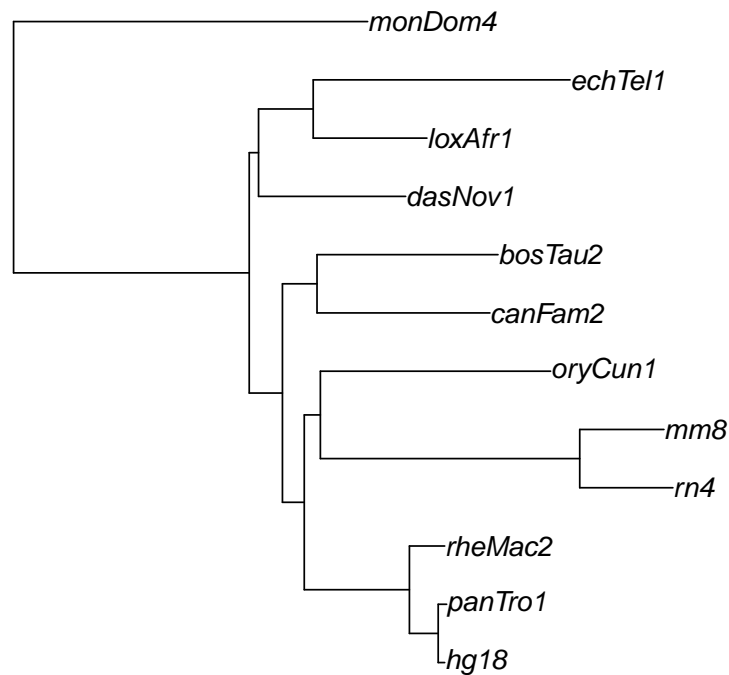 monDom4
echTel1
loxAfr1
dasNov1
bosTau2
canFam2
oryCun1
mm8
rn4
rheMac2
panTro1
hg18